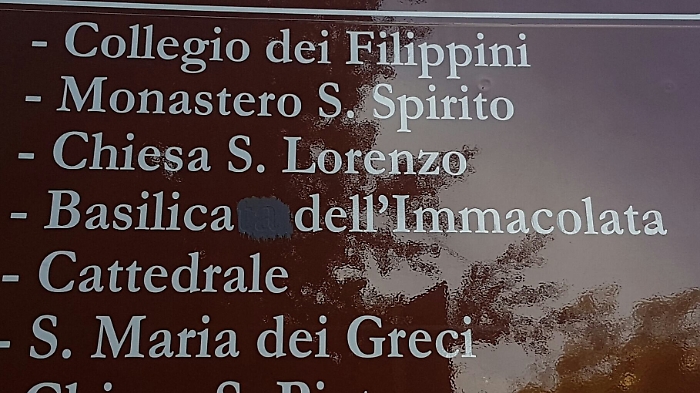 - Collegio dei Filippini
- Monastero S. Spirito
- Chiesa S. Lorenzo
- Basilica dell'Immacolata
- Cattedrale
- S. Maria dei Greci